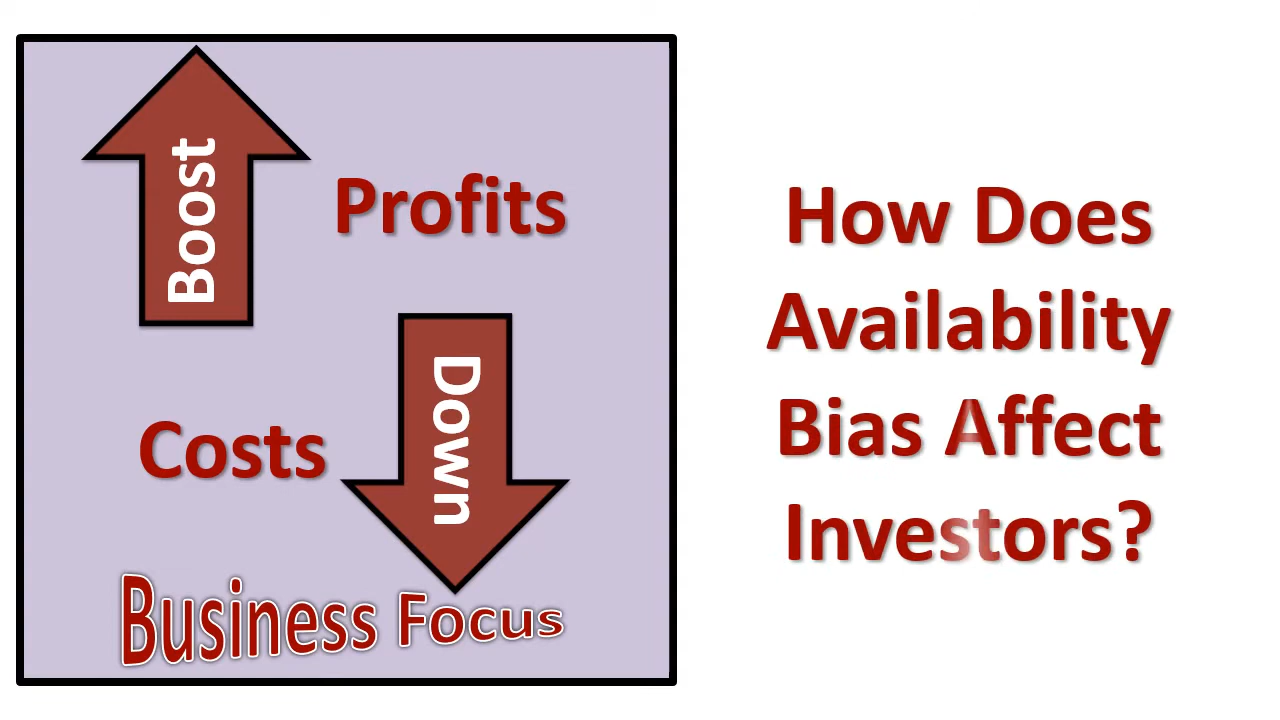 Boost
Profits
Down
Costs
Business Focus
How Does
Availability
Bias Affect
Investors?